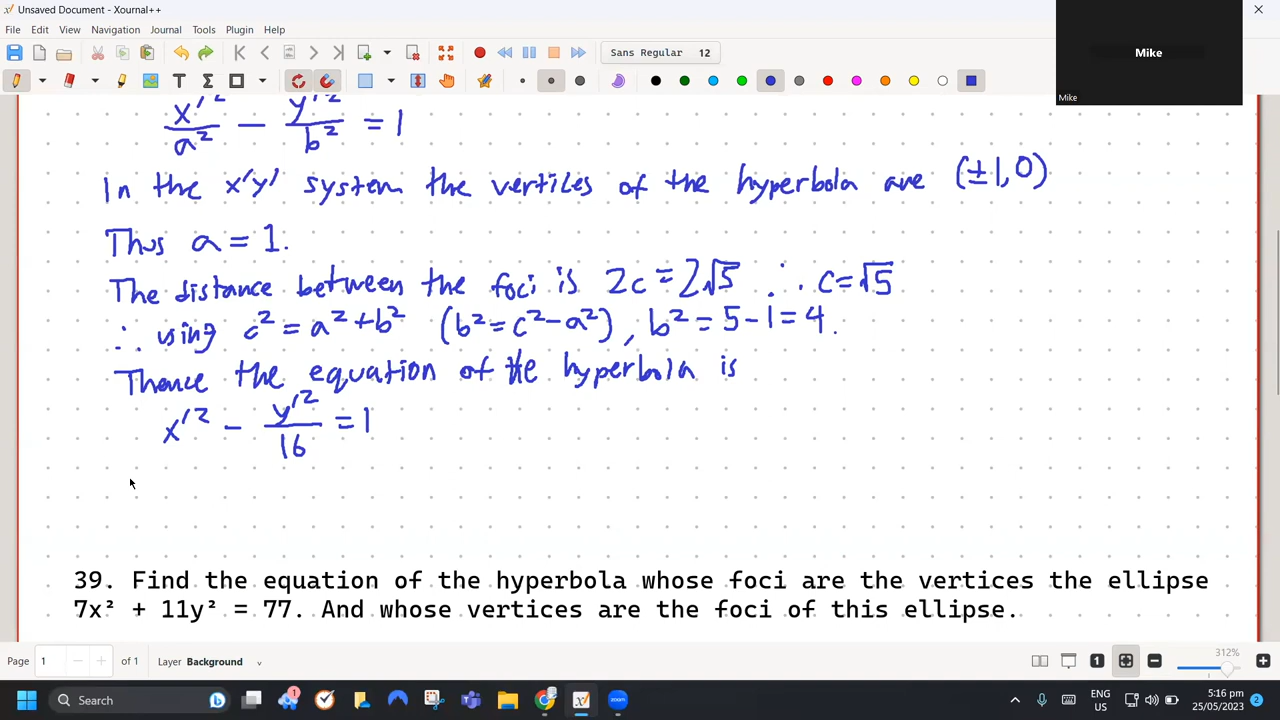 Unsaved Document - Xournal++
File Edit View Navigation Journal Tools Plugin Help
Sans Regular 12
Mike
Mike
x'²/a² - y'²/b² = 1
In the x'y' system the vertices of the hyperbola are (±1,0)
Thus a = 1.
The distance between the foci is 2c = 2√5 ∴ c = √5
∴ using c² = a² + b² (b² = c² - a²), b² = 5 - 1 = 4.
Thence the equation of the hyperbola is
x'² - y'²/16 = 1
39. Find the equation of the hyperbola whose foci are the vertices the ellipse
7x² + 11y² = 77. And whose vertices are the foci of this ellipse.
Page 1 of 1 Layer Background
312%
Search
1
ENG
US
5:16 pm
25/05/2023
2
zoom